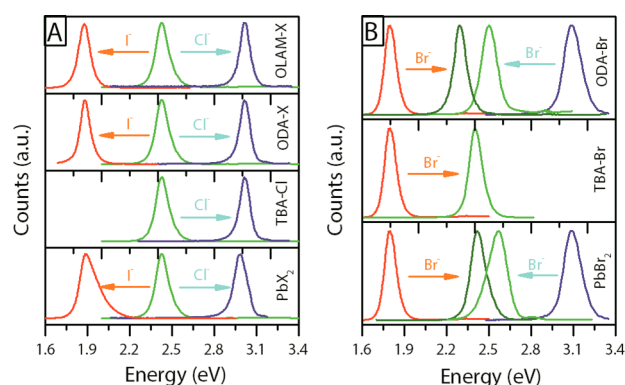 A
I⁻ Cl⁻ OLAM-X
I⁻ Cl⁻ ODA-X
Cl⁻ TBA-Cl
I⁻ Cl⁻ PbX₂
Counts (a.u.)
1.6 1.9 2.2 2.5 2.8 3.1 3.4
Energy (eV)
B
Br⁻ Br⁻ ODA-Br
Br⁻ TBA-Br
Br⁻ Br⁻ PbBr₂
Counts (a.u.)
1.6 1.9 2.2 2.5 2.8 3.1 3.4
Energy (eV)